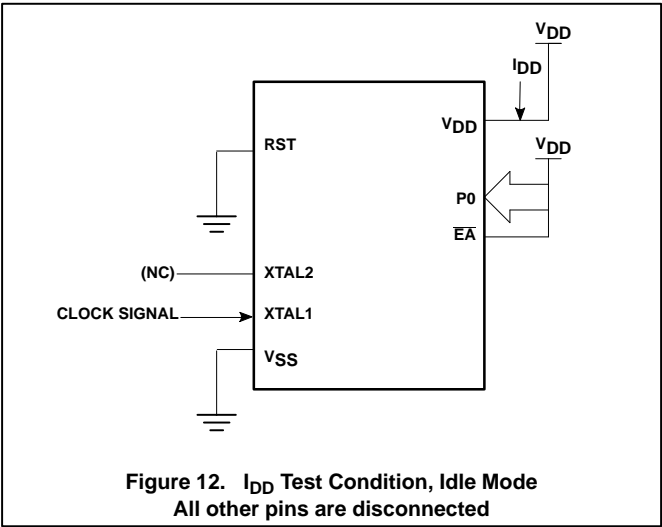 VDD
IDD
VDD
RST
VDD
P0
EA
(NC)
XTAL2
CLOCK SIGNAL
XTAL1
VSS
Figure 12. IDD Test Condition, Idle Mode
All other pins are disconnected